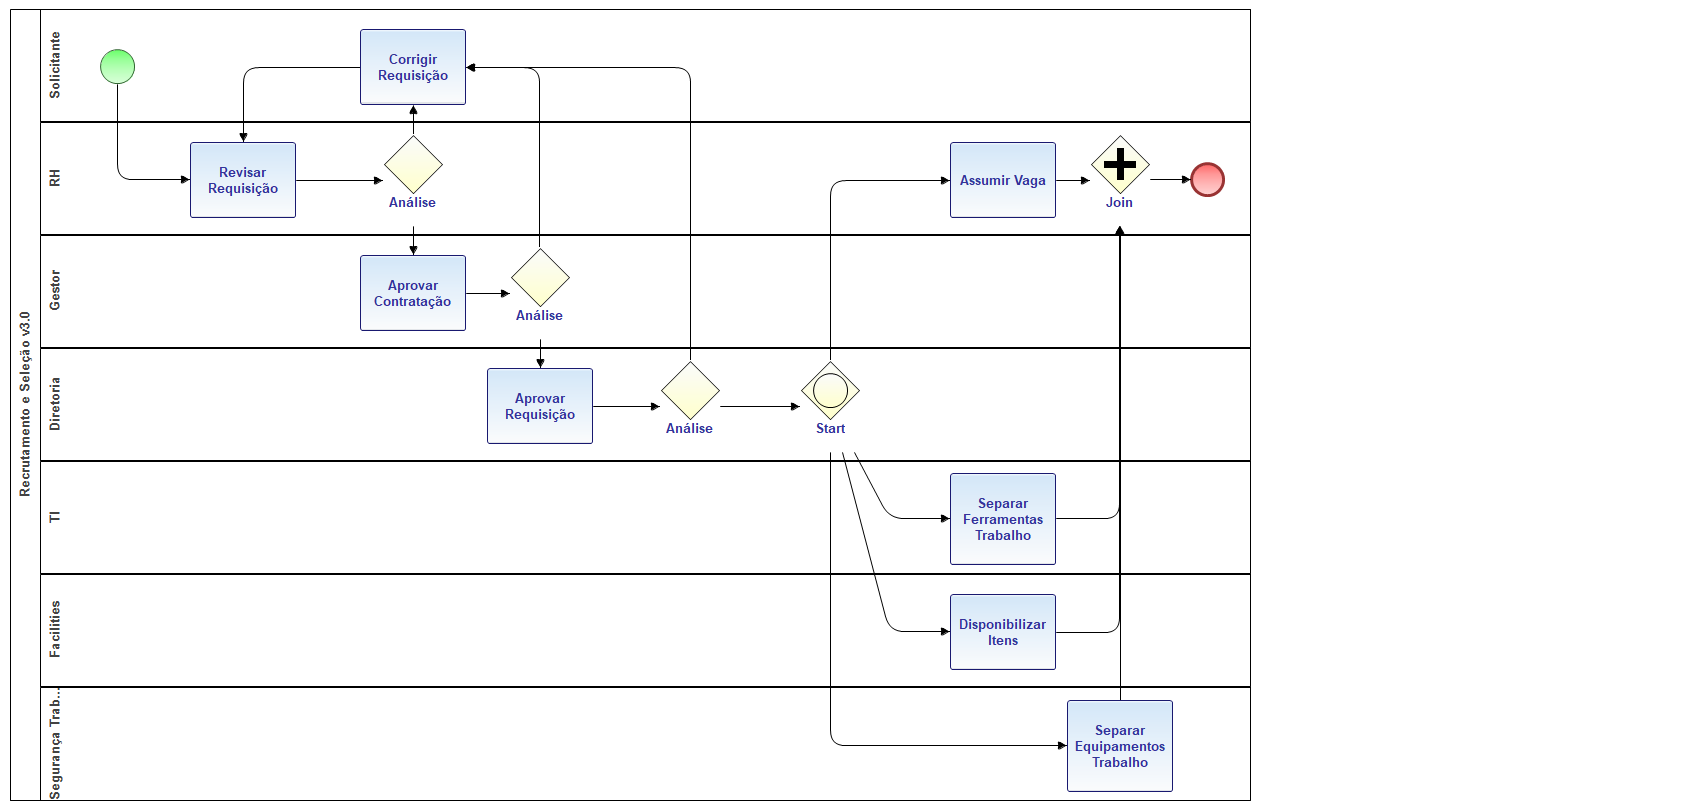 Recrutamento e Seleção v3.0
Solicitante
Corrigir
Requisição
RH
Revisar
Requisição
Análise
Assumir Vaga
Join
Gestor
Aprovar
Contratação
Análise
Diretoria
Aprovar
Requisição
Análise
Start
TI
Separar
Ferramentas
Trabalho
Facilities
Disponibilizar
Itens
Segurança Trab...
Separar
Equipamentos
Trabalho